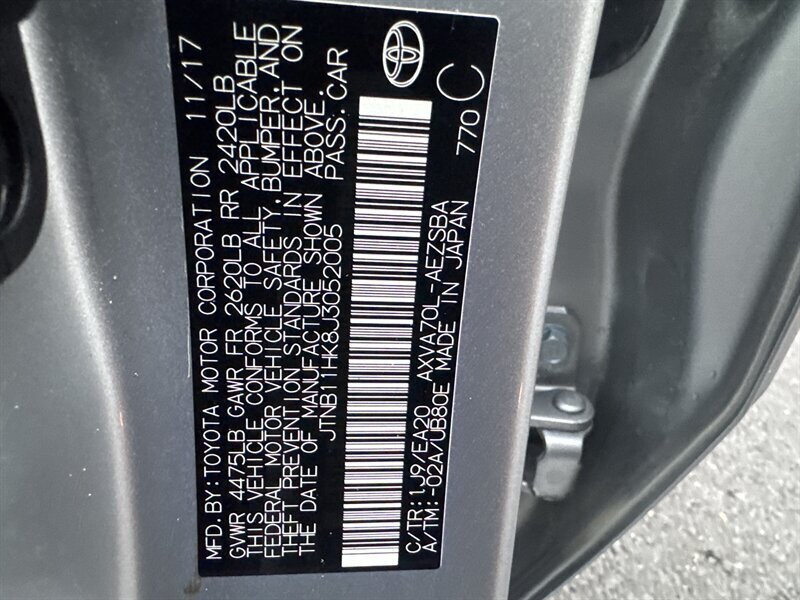 MFD.BY:TOYOTA MOTOR CORPORATION 11/17
GVWR 4475LB GAWR FR 2620LB RR 2420LB
THIS VEHICLE CONFORMS TO ALL APPLICABLE
FEDERAL MOTOR VEHICLE SAFETY, BUMPER, AND
THEFT PREVENTION STANDARDS IN EFFECT ON
THE DATE OF MANUFACTURE SHOWN ABOVE.
JTNB11HK8J3052005 PASS.CAR
C/TR:1J9/EA20 AXVA70L-AEZSBA 770 C
A/TM:-02A/UB80E MADE IN JAPAN